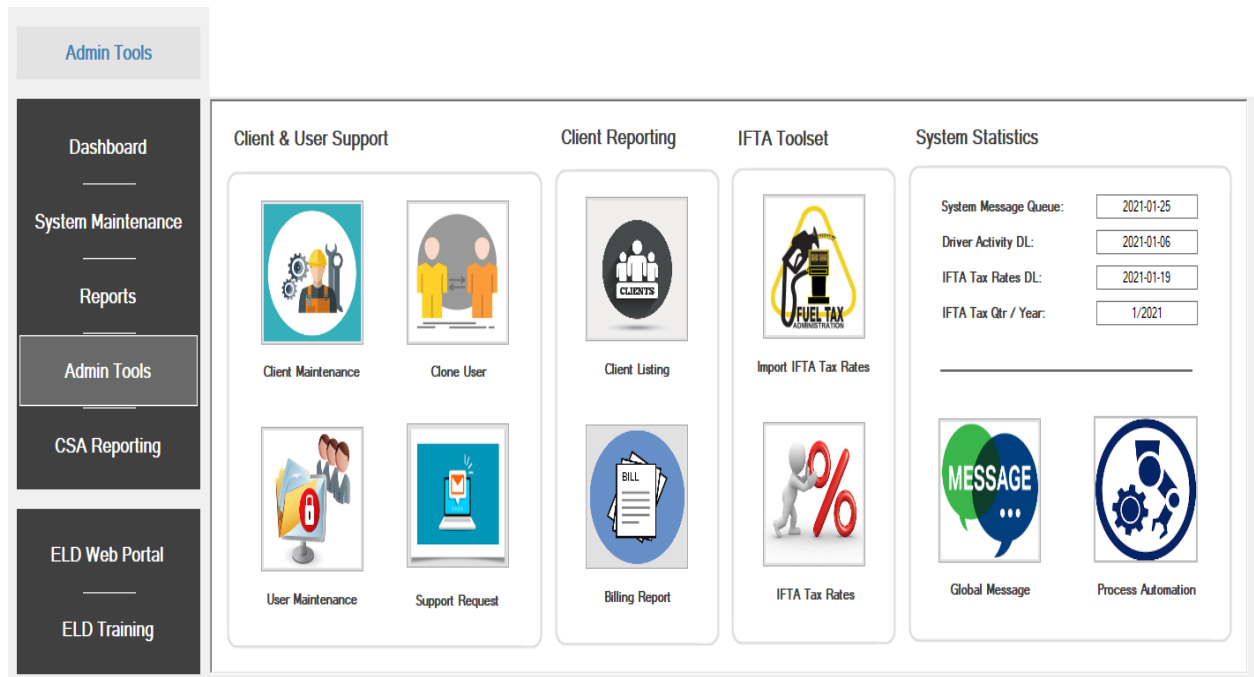 Admin Tools
Dashboard
System Maintenance
Reports
Admin Tools
CSA Reporting
ELD Web Portal
ELD Training
Client & User Support
Client Maintenance
Clone User
User Maintenance
Support Request
Client Reporting
CLIENTS
Client Listing
BILL
Billing Report
IFTA Toolset
FUEL TAX
ADMINISTRATION
Import IFTA Tax Rates
%
IFTA Tax Rates
System Statistics
System Message Queue: 2021-01-25
Driver Activity DL: 2021-01-06
IFTA Tax Rates DL: 2021-01-19
IFTA Tax Qtr / Year: 1/2021
MESSAGE
...
Global Message
Process Automation